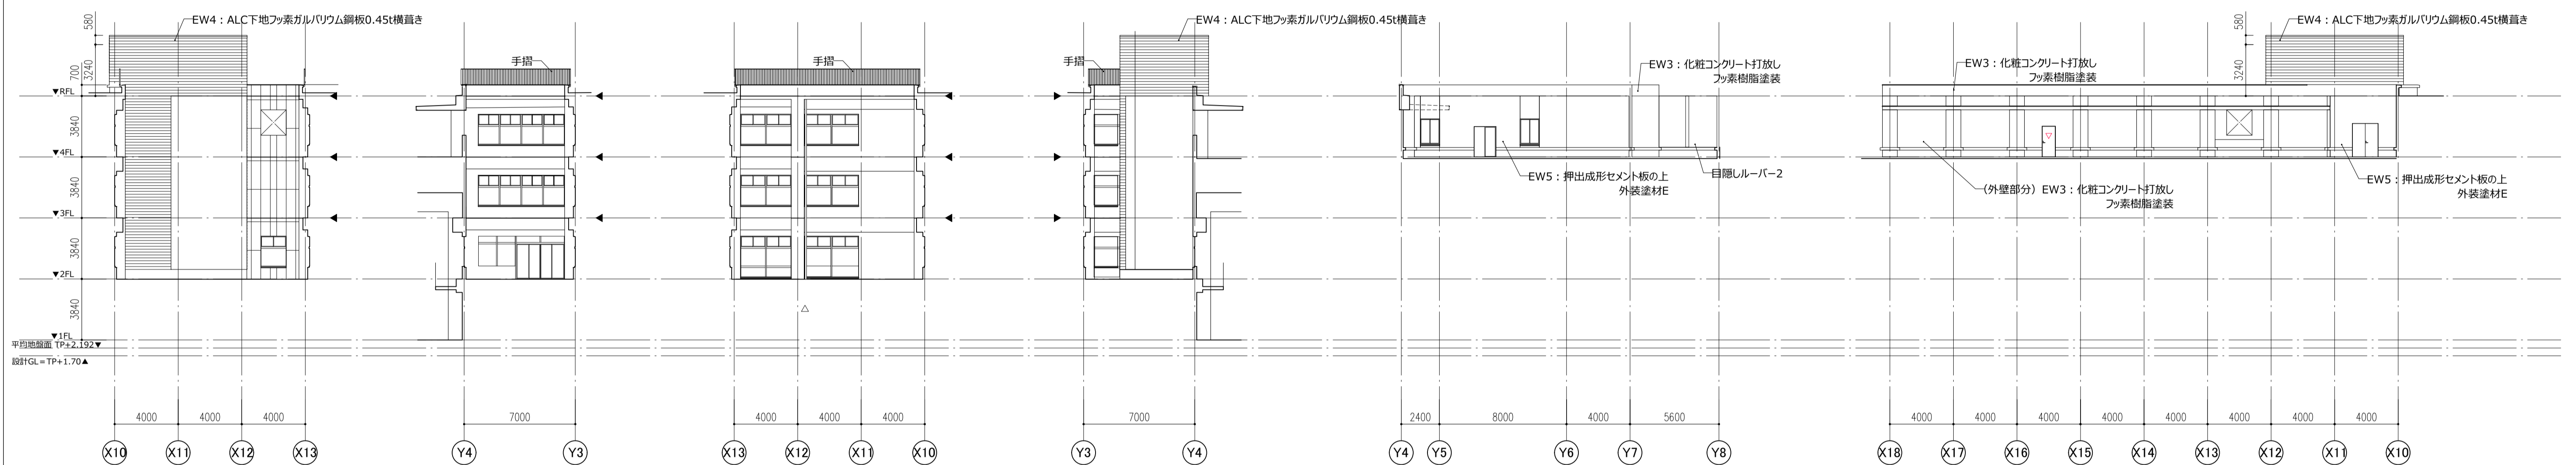 EW4：ALC下地フッ素ガルバリウム鋼板0.45t横葺き
EW4：ALC下地フッ素ガルバリウム鋼板0.45t横葺き
EW4：ALC下地フッ素ガルバリウム鋼板0.45t横葺き
580
700
3240
580
3240
手摺
手摺
手摺
EW3：化粧コンクリート打放し
フッ素樹脂塗装
EW3：化粧コンクリート打放し
フッ素樹脂塗装
▼RFL
3840
▼4FL
3840
▼3FL
3840
▼2FL
3840
▼1FL
平均地盤面 TP+2.192▼
設計GL=TP+1.70▲
EW5：押出成形セメント板の上
外装塗材E
目隠しルーバー2
（外壁部分）EW3：化粧コンクリート打放し
フッ素樹脂塗装
EW5：押出成形セメント板の上
外装塗材E
4000 4000 4000
7000
4000 4000 4000
7000
2400 8000 4000 5600
4000 4000 4000 4000 4000 4000 4000 4000
X10 X11 X12 X13
Y4 Y3
X13 X12 X11 X10
Y3 Y4
Y4 Y5 Y6 Y7 Y8
X18 X17 X16 X15 X14 X13 X12 X11 X10